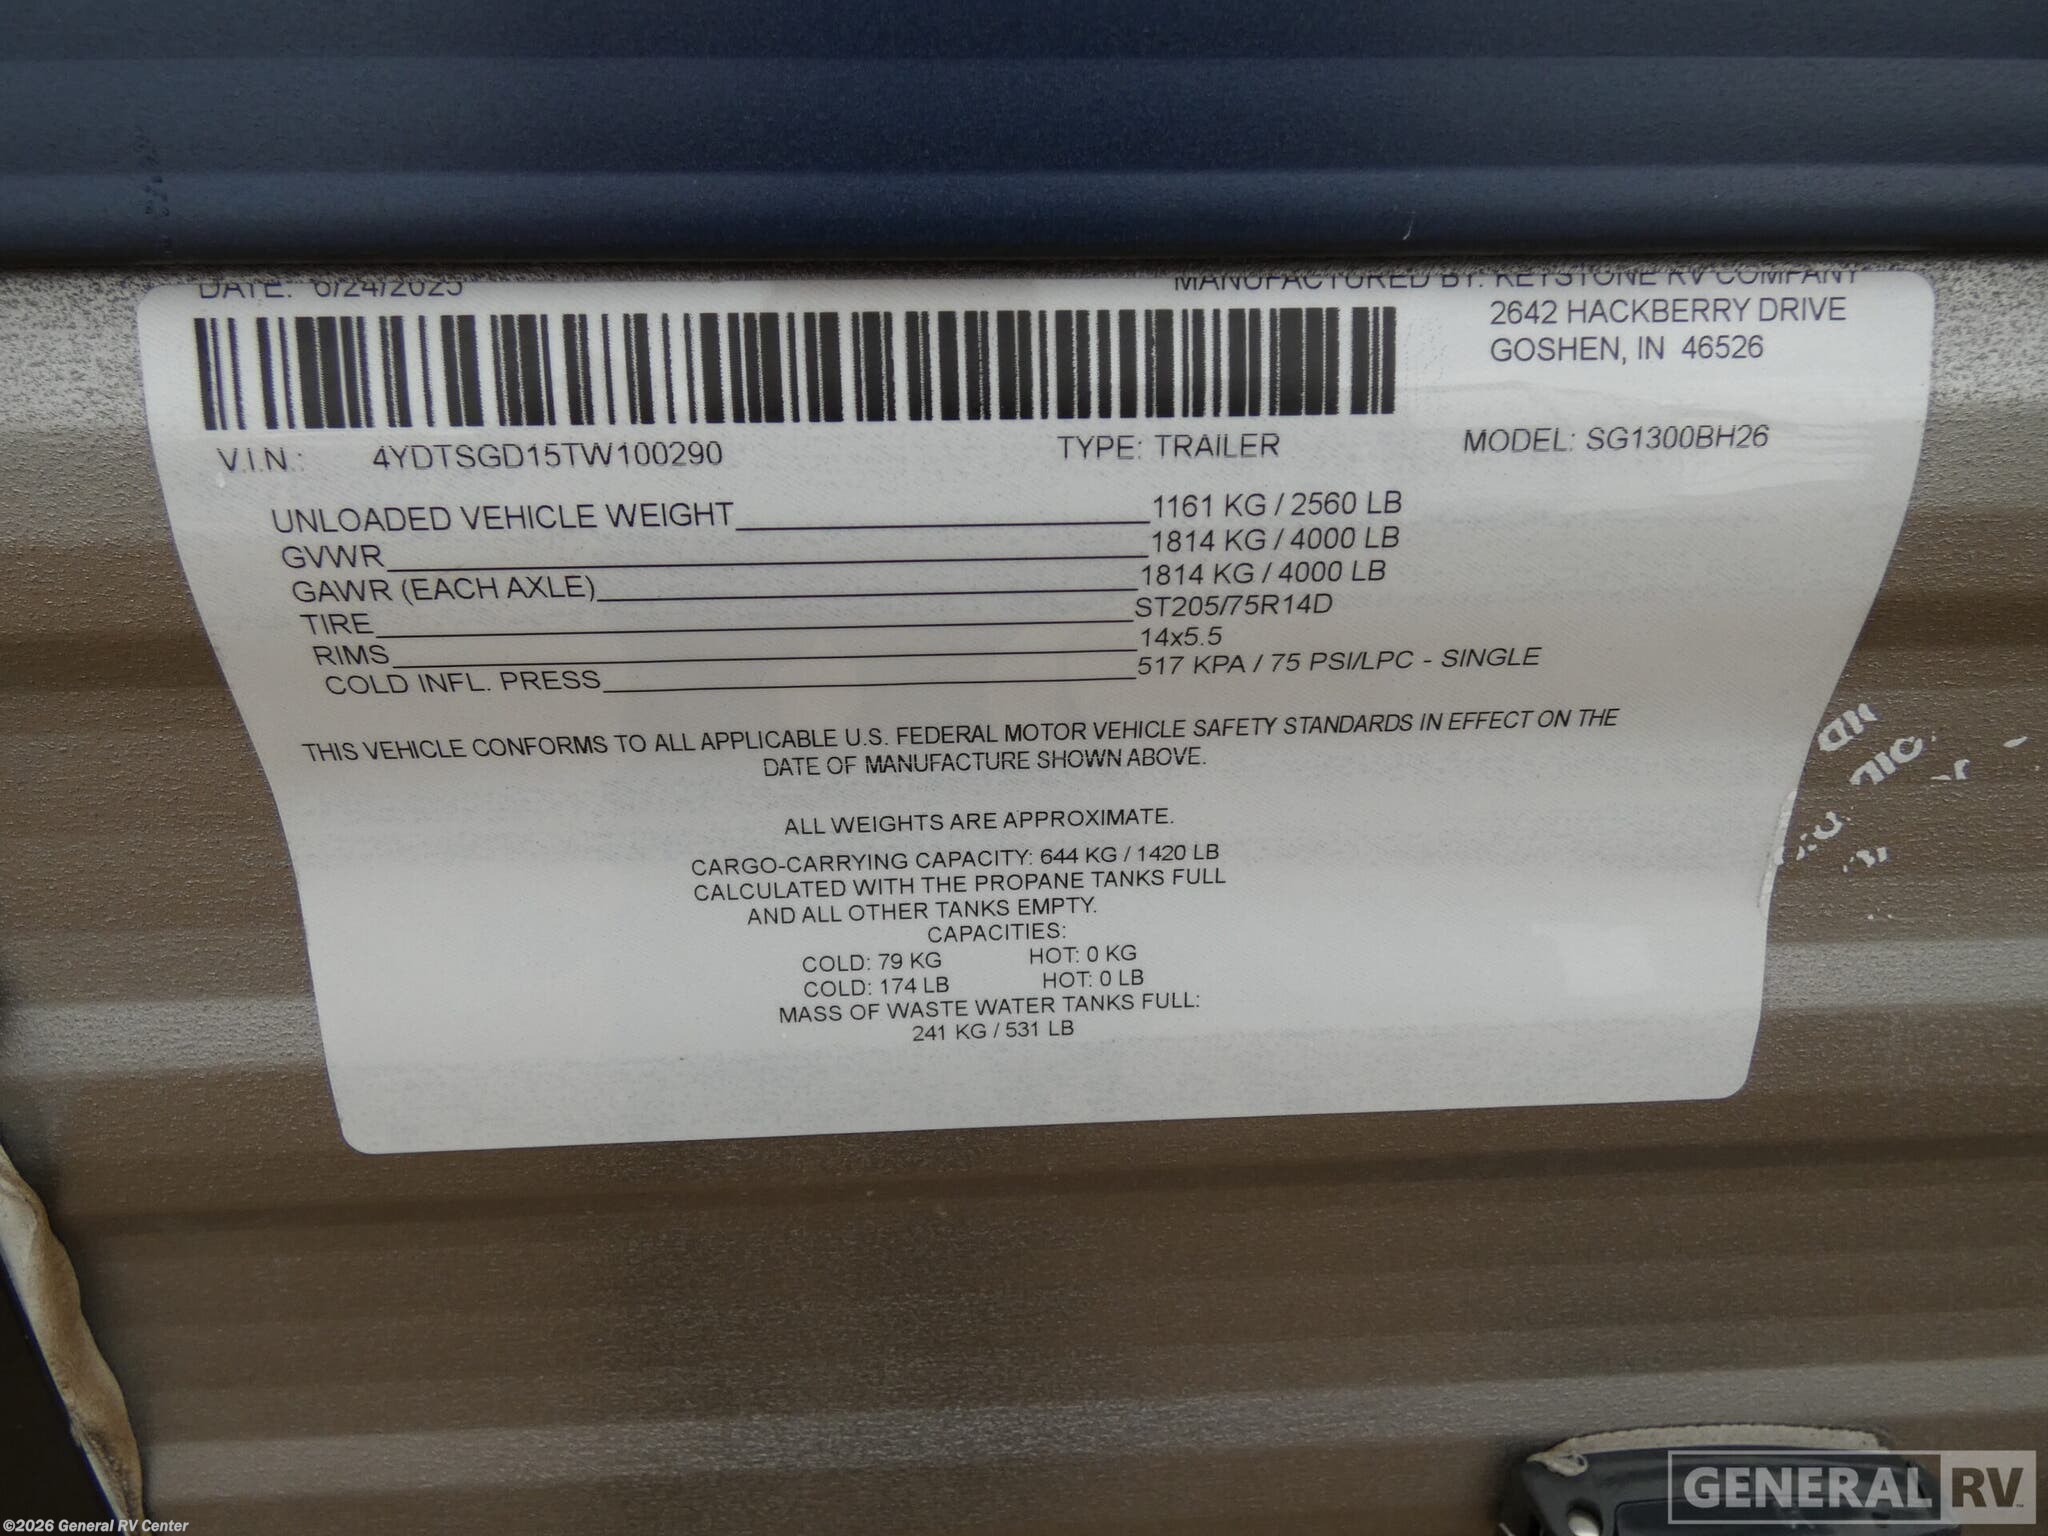 DATE: 6/24/2025
MANUFACTURED BY: KEYSTONE RV COMPANY
2642 HACKBERRY DRIVE
GOSHEN, IN 46526
V.I.N.: 4YDTSGD15TW100290 TYPE: TRAILER MODEL: SG1300BH26
UNLOADED VEHICLE WEIGHT 1161 KG / 2560 LB
GVWR 1814 KG / 4000 LB
GAWR (EACH AXLE) 1814 KG / 4000 LB
TIRE ST205/75R14D
RIMS 14x5.5
COLD INFL. PRESS 517 KPA / 75 PSI/LPC - SINGLE
THIS VEHICLE CONFORMS TO ALL APPLICABLE U.S. FEDERAL MOTOR VEHICLE SAFETY STANDARDS IN EFFECT ON THE
DATE OF MANUFACTURE SHOWN ABOVE.
ALL WEIGHTS ARE APPROXIMATE.
CARGO-CARRYING CAPACITY: 644 KG / 1420 LB
CALCULATED WITH THE PROPANE TANKS FULL
AND ALL OTHER TANKS EMPTY.
CAPACITIES:
COLD: 79 KG HOT: 0 KG
COLD: 174 LB HOT: 0 LB
MASS OF WASTE WATER TANKS FULL:
241 KG / 531 LB
GENERAL RV
©2026 General RV Center